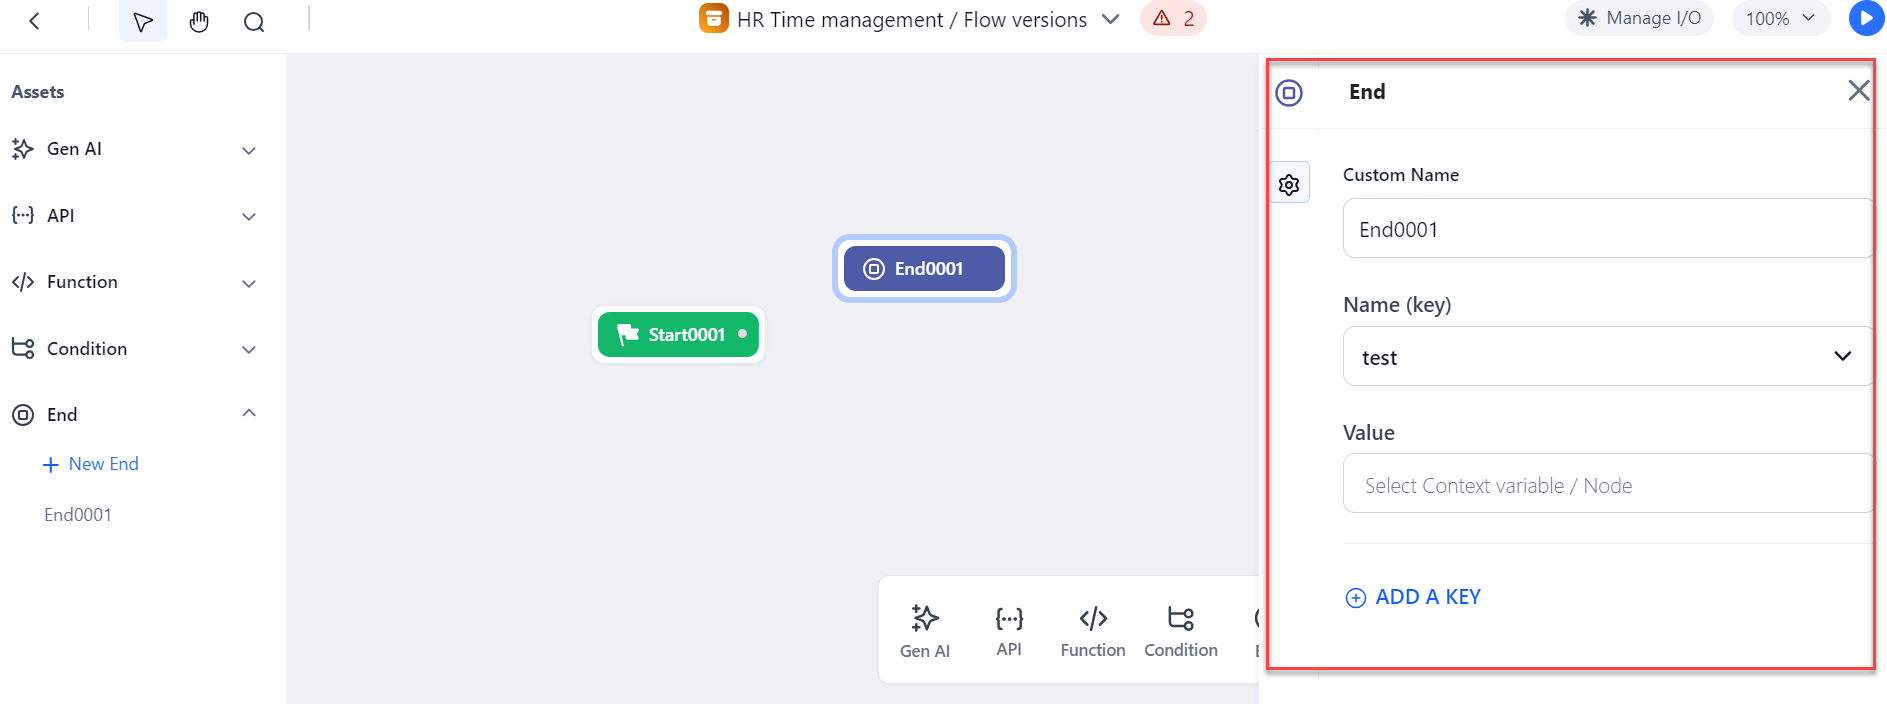 HR Time management / Flow versions
2
Manage I/O
100%
Assets
Gen AI
API
Function
Condition
End
New End
End0001
Start0001
End0001
Gen AI
API
Function
Condition
End
Custom Name
End0001
Name (key)
test
Value
Select Context variable / Node
ADD A KEY